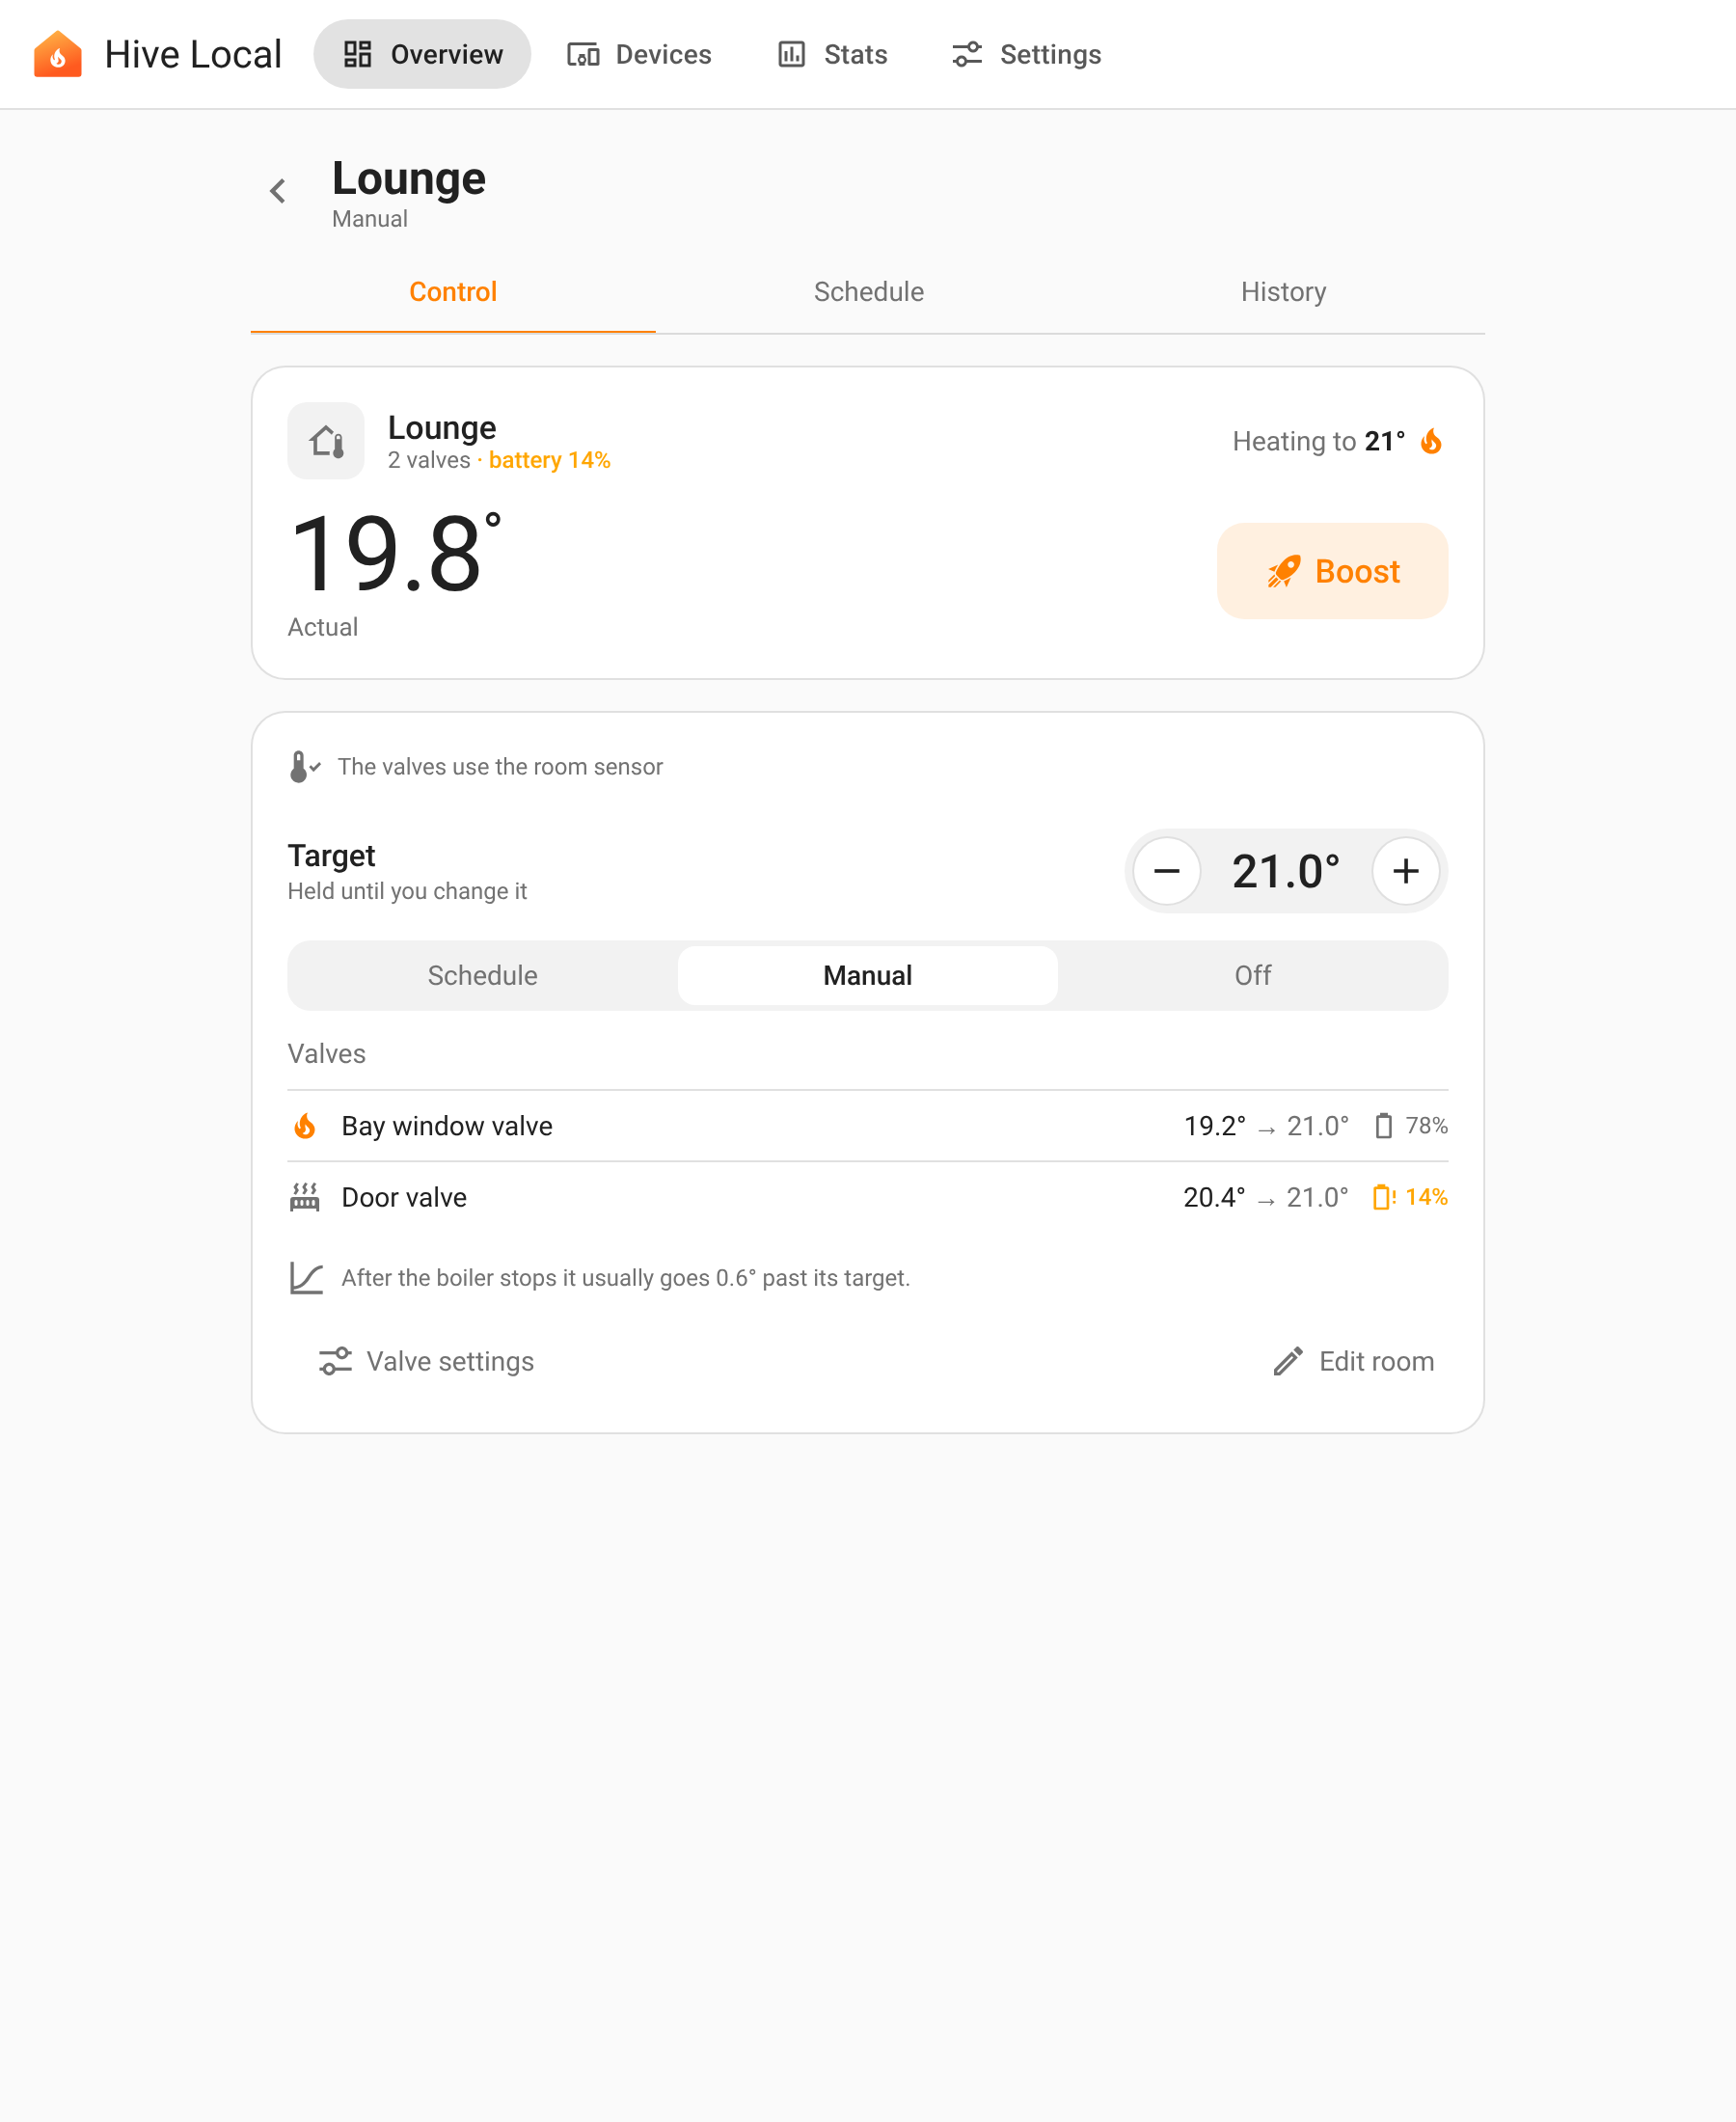 Hive Local
Overview
Devices
Stats
Settings
Lounge
Manual
Control
Schedule
History
Lounge
2 valves · battery 14%
Heating to 21°
19.8°
Actual
Boost
The valves use the room sensor
Target
Held until you change it
21.0°
Schedule
Manual
Off
Valves
Bay window valve
19.2° → 21.0°
78%
Door valve
20.4° → 21.0°
14%
After the boiler stops it usually goes 0.6° past its target.
Valve settings
Edit room